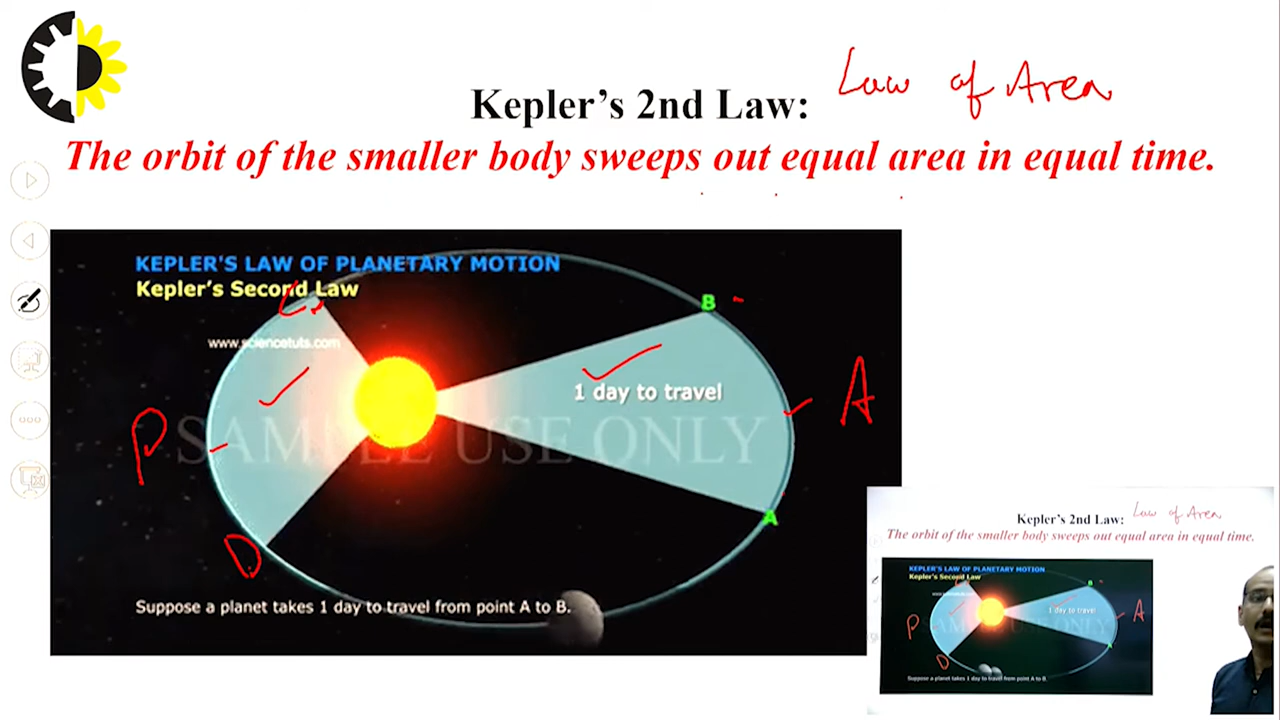 Law of Area
Kepler's 2nd Law:
The orbit of the smaller body sweeps out equal area in equal time.
KEPLER'S LAW OF PLANETARY MOTION
Kepler's Second Law
C
B
www.sciencetuts.com
1 day to travel
A
P
SAMPLE USE ONLY
A
D
Suppose a planet takes 1 day to travel from point A to B.
Kepler's 2nd Law: Law of Area
The orbit of the smaller body sweeps out equal area in equal time.
KEPLER'S LAW OF PLANETARY MOTION
Kepler's Second Law
B
1 day to travel
A
P
SAMPLE USE ONLY
D
Suppose a planet takes 1 day to travel from point A to B.